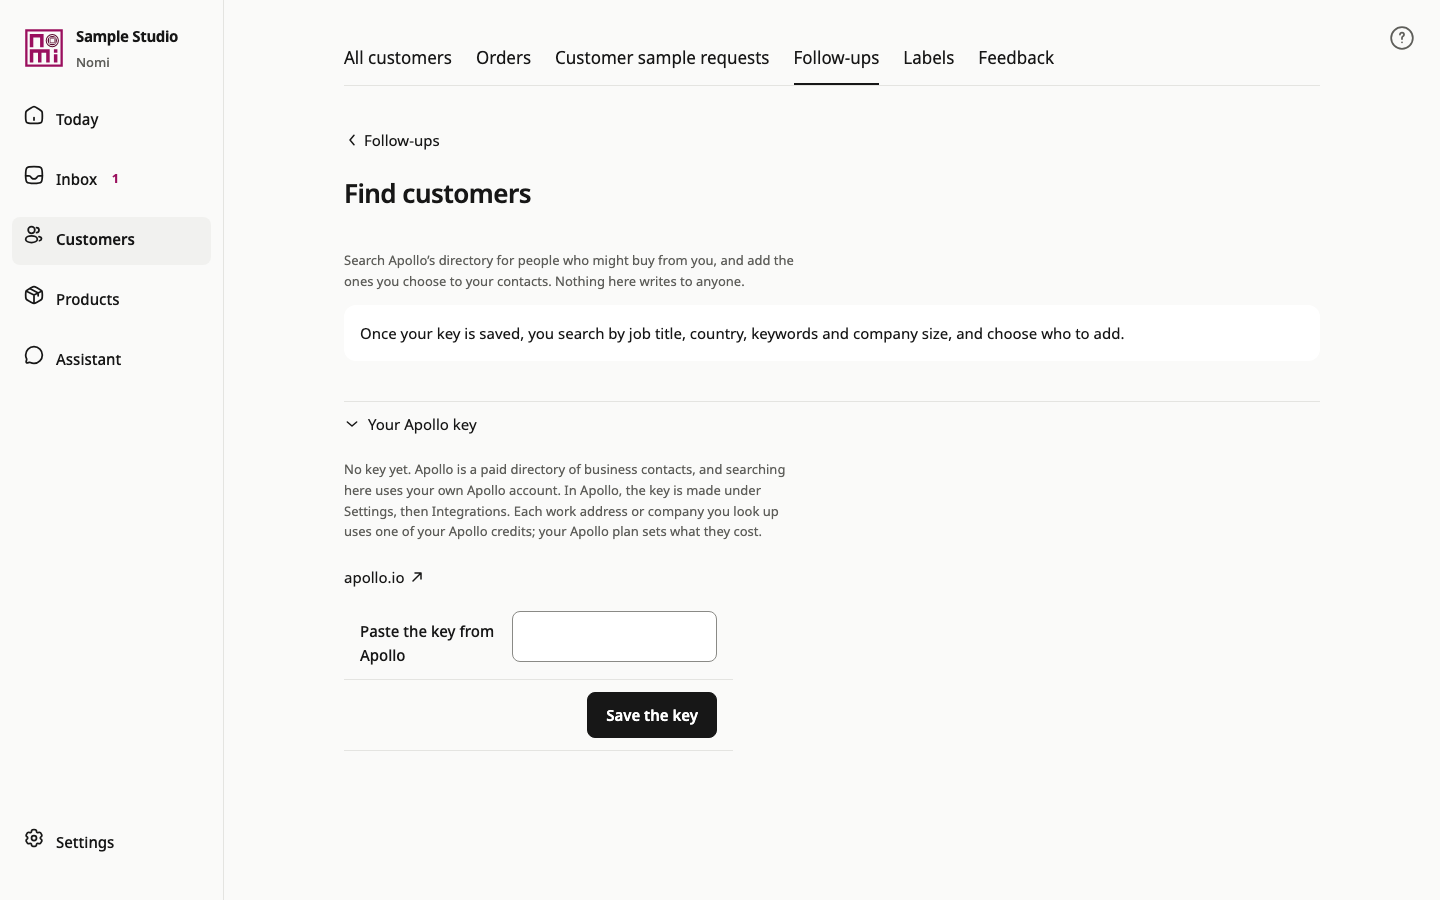 nomi
Sample Studio
Nomi
Today
Inbox 1
Customers
Products
Assistant
Settings
All customers Orders Customer sample requests Follow-ups Labels Feedback
?
Follow-ups
Find customers
Search Apollo’s directory for people who might buy from you, and add the
ones you choose to your contacts. Nothing here writes to anyone.
Once your key is saved, you search by job title, country, keywords and company size, and choose who to add.
Your Apollo key
No key yet. Apollo is a paid directory of business contacts, and searching
here uses your own Apollo account. In Apollo, the key is made under
Settings, then Integrations. Each work address or company you look up
uses one of your Apollo credits; your Apollo plan sets what they cost.
apollo.io
Paste the key from
Apollo
Save the key